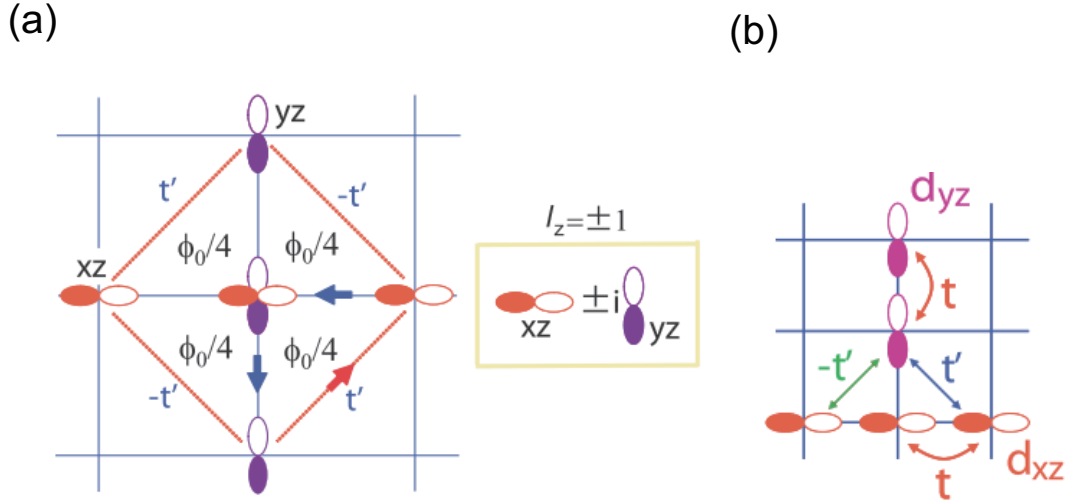 (a)
(b)
yz
t′
-t′
ϕ₀/4 ϕ₀/4
xz
ϕ₀/4 ϕ₀/4
-t′
t′
lz=±1
±i
xz
yz
dyz
t
-t′
t′
t
dxz